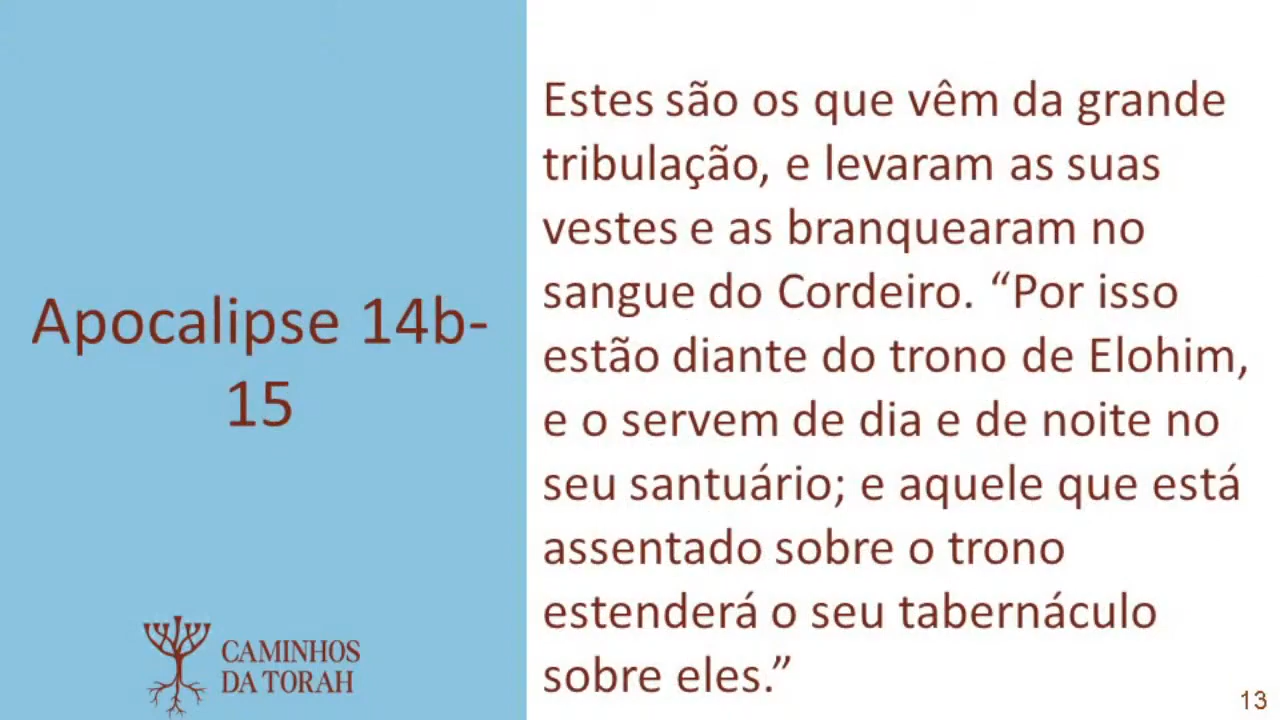 Apocalipse 14b-
15
CAMINHOS
DA TORAH
Estes são os que vêm da grande
tribulação, e levaram as suas
vestes e as branquearam no
sangue do Cordeiro. “Por isso
estão diante do trono de Elohim,
e o servem de dia e de noite no
seu santuário; e aquele que está
assentado sobre o trono
estenderá o seu tabernáculo
sobre eles.”
13